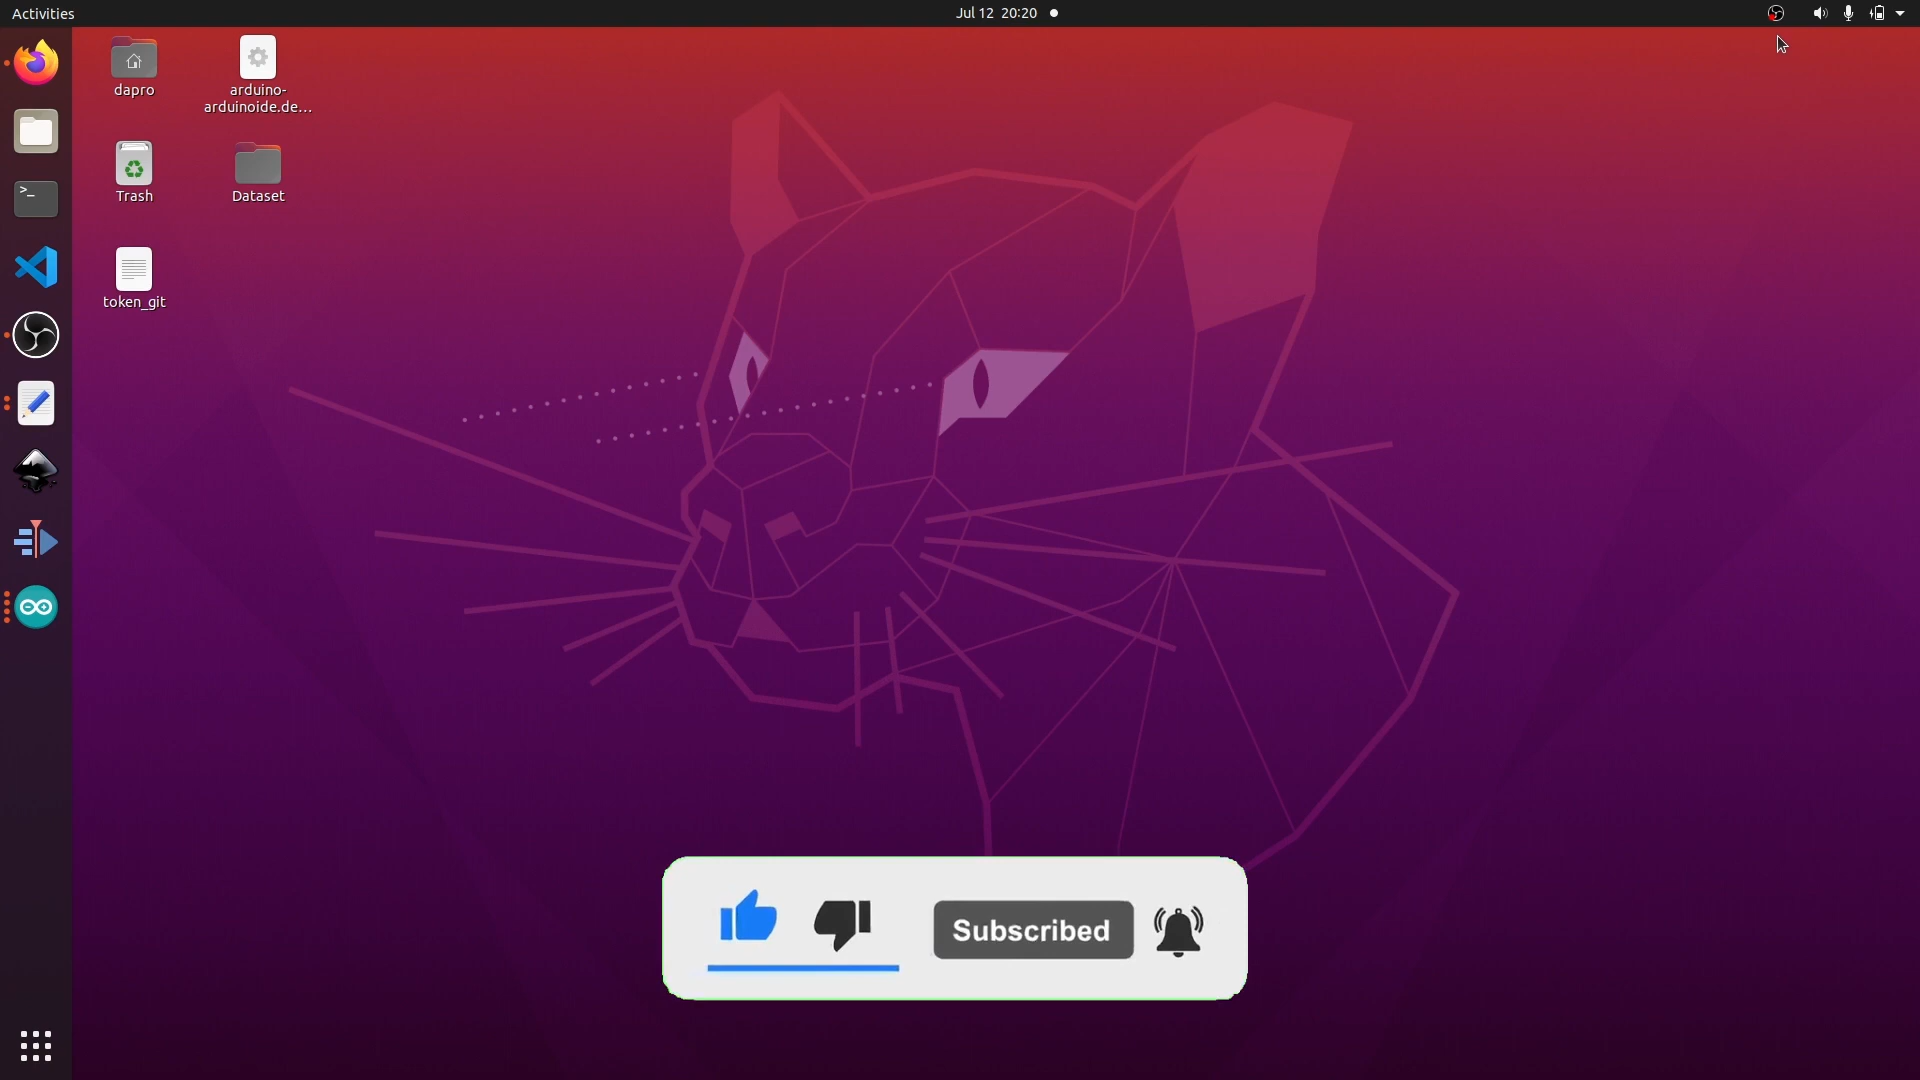 Activities
Jul 12 20:20
dapro
arduino-
arduinoide.de...
Trash
Dataset
token_git
>_
Subscribed